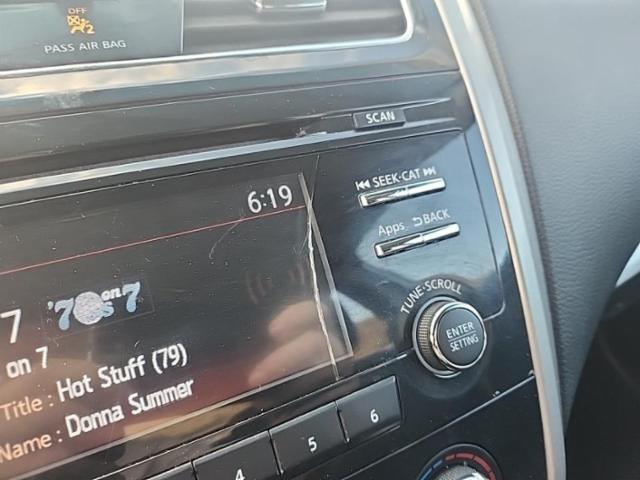 OFF
2
PASS AIR BAG
SCAN
6:19
SEEK·CAT
Apps BACK
TUNE·SCROLL
ENTER
SETTING
'70s on 7
7
on 7
Title : Hot Stuff (79)
Name : Donna Summer
4 5 6